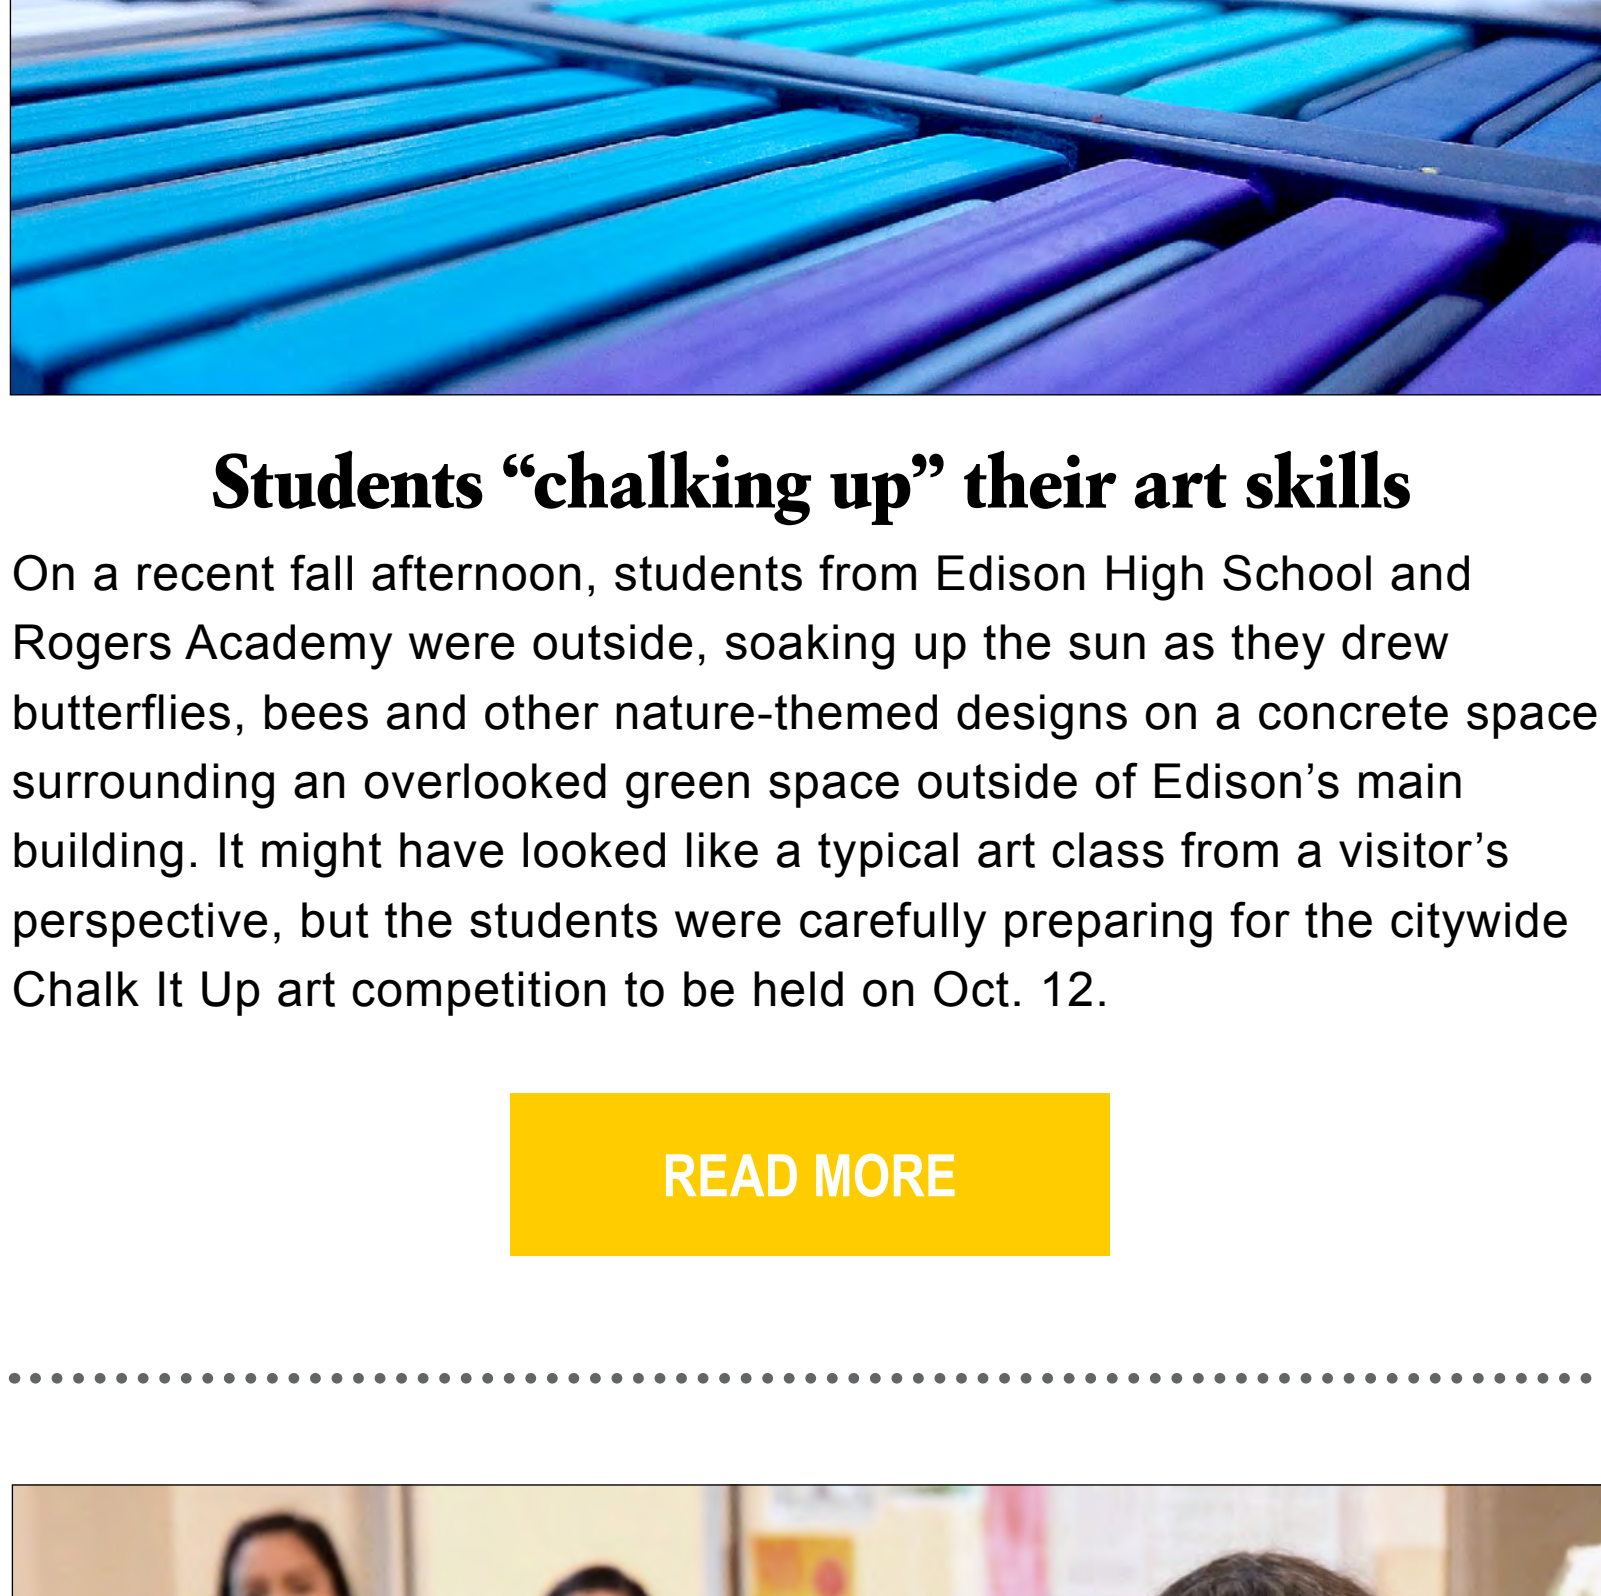 Students “chalking up” their art skills
On a recent fall afternoon, students from Edison High School and
Rogers Academy were outside, soaking up the sun as they drew
butterflies, bees and other nature-themed designs on a concrete space
surrounding an overlooked green space outside of Edison’s main
building. It might have looked like a typical art class from a visitor’s
perspective, but the students were carefully preparing for the citywide
Chalk It Up art competition to be held on Oct. 12.
READ MORE